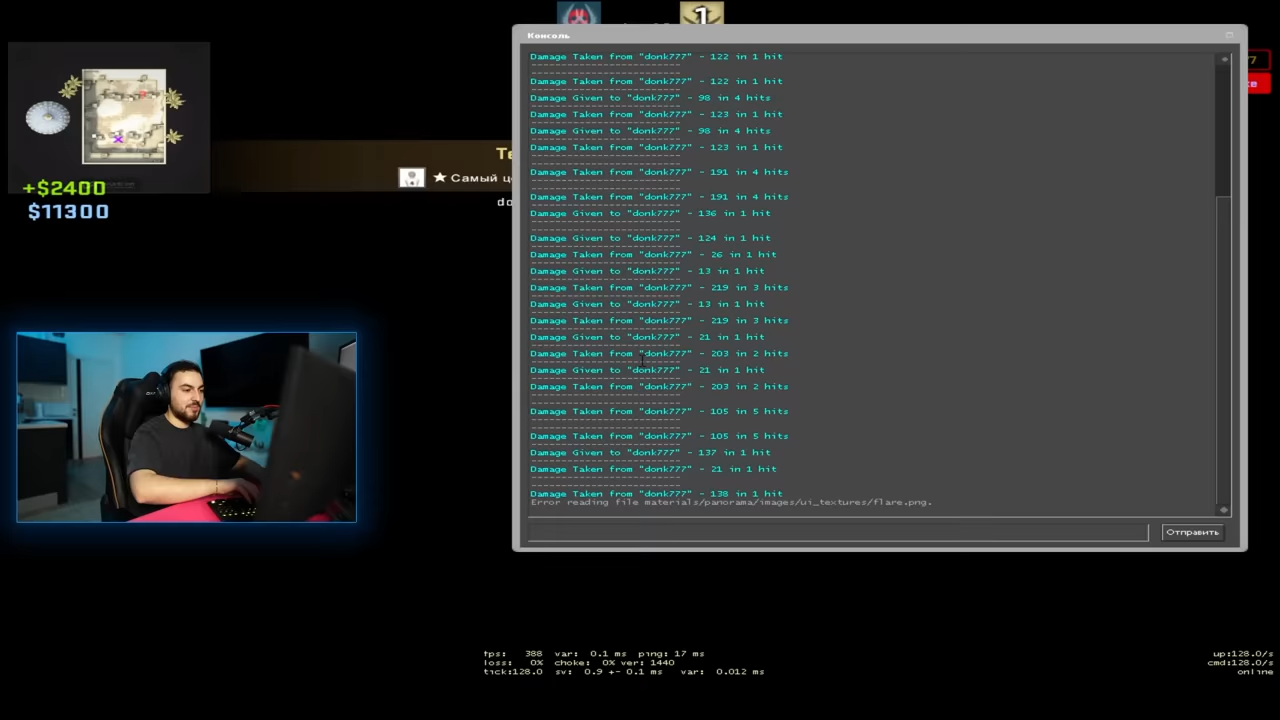 1
Консоль
Damage Taken from "donk777" - 122 in 1 hit
-------------------------
-------------------------
Damage Taken from "donk777" - 122 in 1 hit
-------------------------
Damage Given to "donk777" - 98 in 4 hits
-------------------------
Damage Taken from "donk777" - 123 in 1 hit
-------------------------
Damage Given to "donk777" - 98 in 4 hits
-------------------------
Damage Taken from "donk777" - 123 in 1 hit
-------------------------
-------------------------
Damage Taken from "donk777" - 191 in 4 hits
-------------------------
-------------------------
Damage Taken from "donk777" - 191 in 4 hits
-------------------------
Damage Given to "donk777" - 136 in 1 hit
-------------------------
-------------------------
Damage Given to "donk777" - 124 in 1 hit
-------------------------
Damage Taken from "donk777" - 26 in 1 hit
-------------------------
Damage Given to "donk777" - 13 in 1 hit
-------------------------
Damage Taken from "donk777" - 219 in 3 hits
-------------------------
Damage Given to "donk777" - 13 in 1 hit
-------------------------
Damage Taken from "donk777" - 219 in 3 hits
-------------------------
Damage Given to "donk777" - 21 in 1 hit
-------------------------
Damage Taken from "donk777" - 203 in 2 hits
-------------------------
Damage Given to "donk777" - 21 in 1 hit
-------------------------
Damage Taken from "donk777" - 203 in 2 hits
-------------------------
-------------------------
Damage Taken from "donk777" - 105 in 5 hits
-------------------------
-------------------------
Damage Taken from "donk777" - 105 in 5 hits
-------------------------
Damage Given to "donk777" - 137 in 1 hit
-------------------------
Damage Taken from "donk777" - 21 in 1 hit
-------------------------
-------------------------
Damage Taken from "donk777" - 138 in 1 hit
Error reading file materials/panorama/images/ui_textures/flare.png.
Отправить
+$2400
$11300
★ Самый
fps: 388 var: 0.1 ms ping: 17 ms
loss: 0% choke: 0% ver: 1440
tick:128.0 sv: 0.9 +- 0.1 ms var: 0.012 ms
up:128.0/s
cmd:128.0/s
online